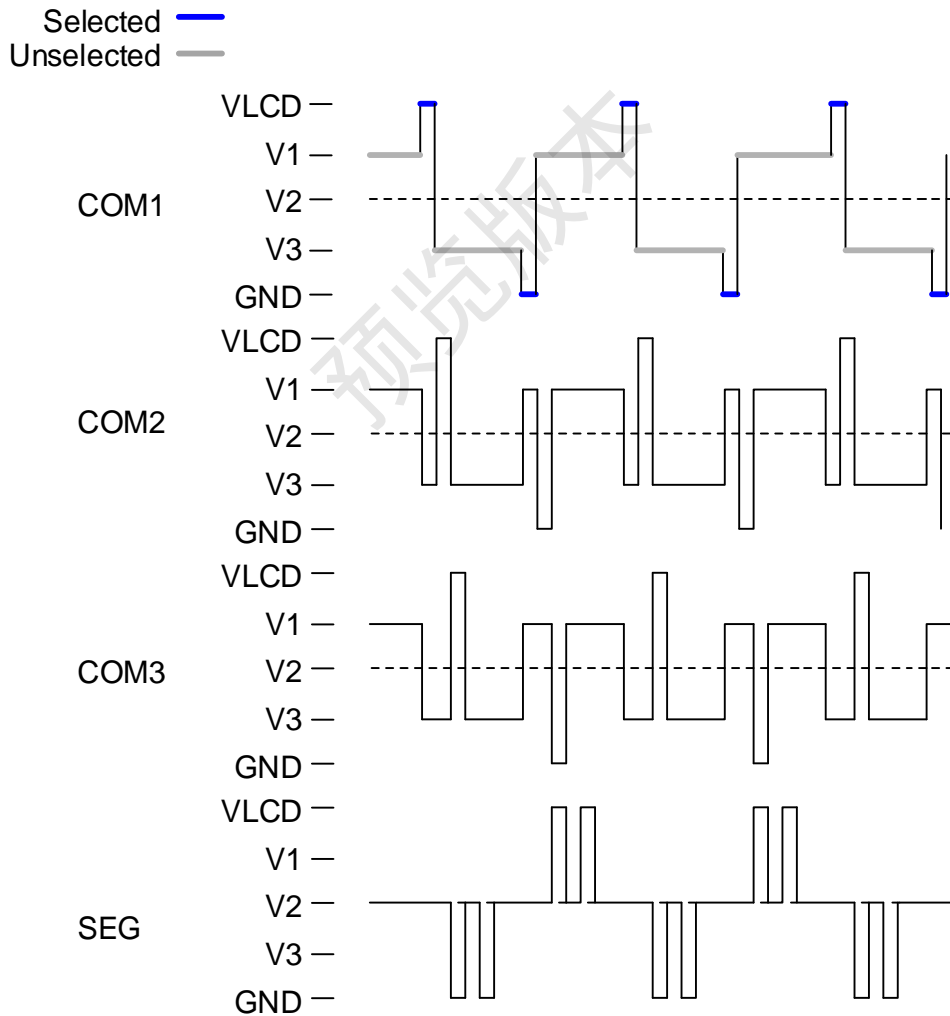 Selected
Unselected
VLCD
V1
COM1
V2
V3
GND
VLCD
V1
COM2
V2
V3
GND
VLCD
V1
COM3
V2
V3
GND
VLCD
V1
V2
SEG
V3
GND
预览版本